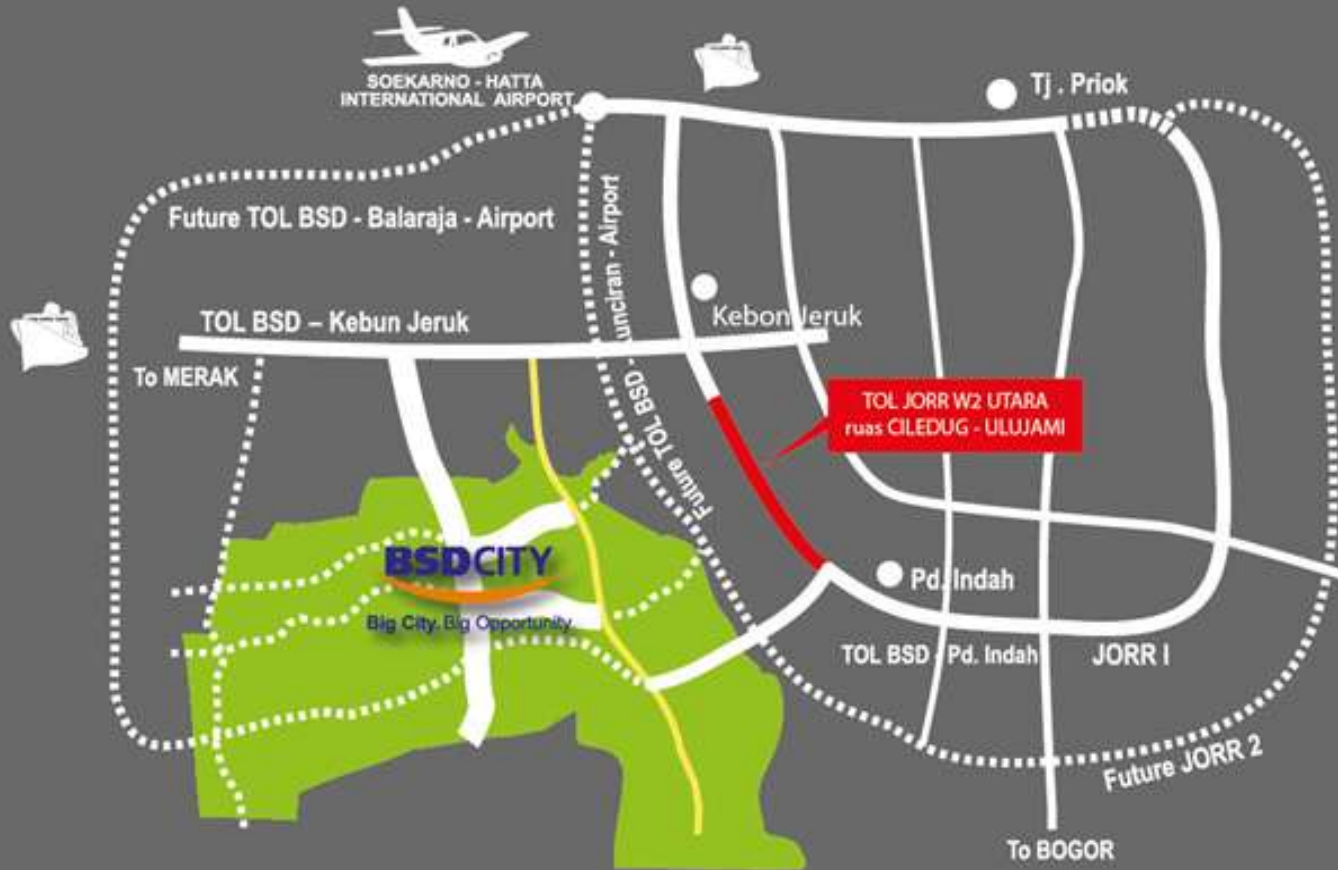 SOEKARNO - HATTA
INTERNATIONAL AIRPORT
Tj . Priok
Future TOL BSD - Balaraja - Airport
Future TOL BSD - Kunciran - Airport
TOL BSD – Kebun Jeruk
Kebon Jeruk
To MERAK
TOL JORR W2 UTARA
ruas CILEDUG - ULUJAMI
BSDCITY
Big City. Big Opportunity.
Pd. Indah
TOL BSD - Pd. Indah
JORR I
Future JORR 2
To BOGOR